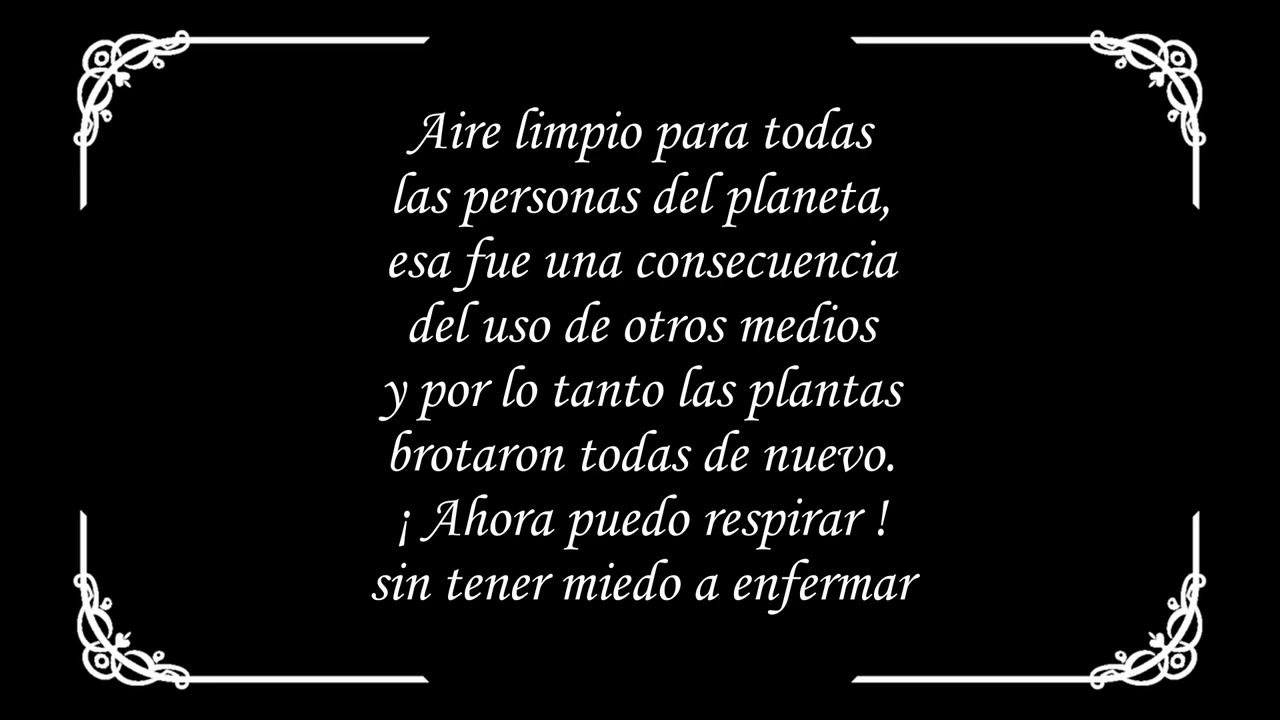 Aire limpio para todas
las personas del planeta,
esa fue una consecuencia
del uso de otros medios
y por lo tanto las plantas
brotaron todas de nuevo.
¡ Ahora puedo respirar !
sin tener miedo a enfermar